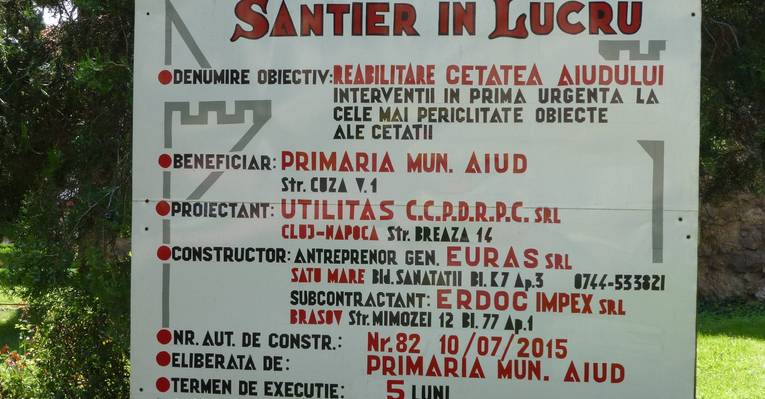 SANTIER IN LUCRU
DENUMIRE OBIECTIV: REABILITARE CETATEA AIUDULUI
INTERVENTII IN PRIMA URGENTA LA
CELE MAI PERICLITATE OBIECTE
ALE CETATII
BENEFICIAR: PRIMARIA MUN. AIUD
Str. CUZA V. 1
PROIECTANT: UTILITAS C.C.P.D.R.P.C. SRL
CLUJ-NAPOCA Str. BREAZA 14
CONSTRUCTOR: ANTREPRENOR GEN. EURAS SRL
SATU MARE Bld. SANATATII Bl. K7 Ap.3 0744-533821
SUBCONTRACTANT: ERDOC IMPEX SRL
BRASOV Str. MIMOZEI 12 Bl. 77 Ap.1
NR. AUT. DE CONSTR.: Nr. 82 10/07/2015
ELIBERATA DE: PRIMARIA MUN. AIUD
TERMEN DE EXECUTIE: 5 LUNI